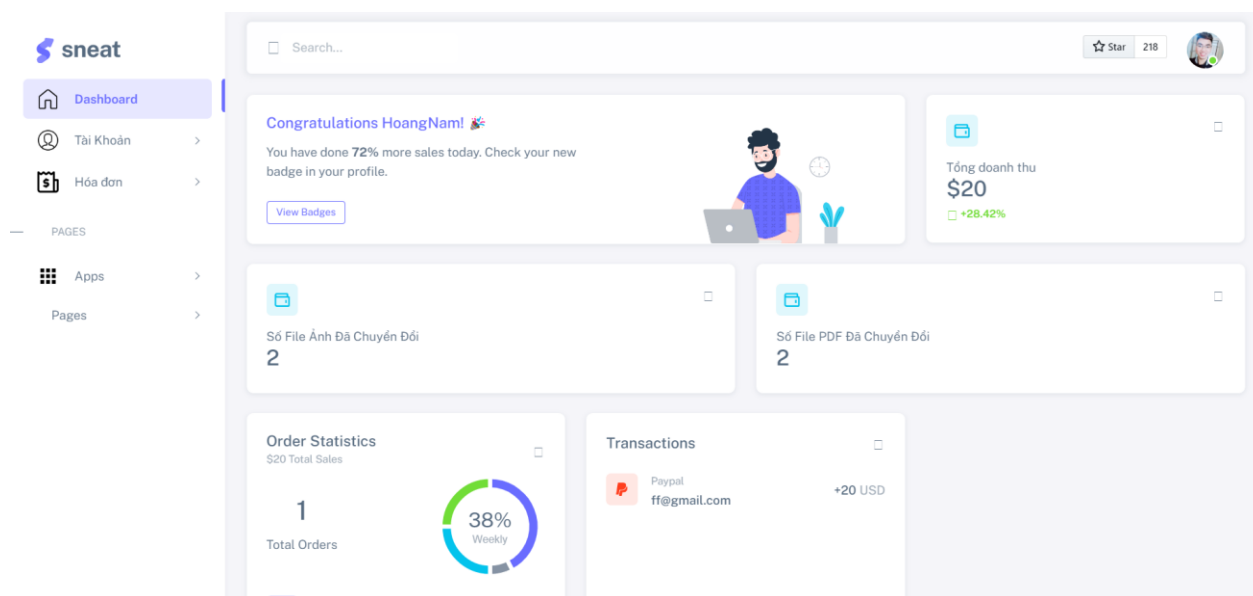 sneat
Dashboard
Tài Khoản
Hóa đơn
PAGES
Apps
Pages
Search...
Star 218
Congratulations HoangNam! 🎉
You have done 72% more sales today. Check your new
badge in your profile.
View Badges
Tổng doanh thu
$20
+28.42%
Số File Ảnh Đã Chuyển Đổi
2
Số File PDF Đã Chuyển Đổi
2
Order Statistics
$20 Total Sales
1
Total Orders
38%
Weekly
Transactions
Paypal
ff@gmail.com
+20 USD